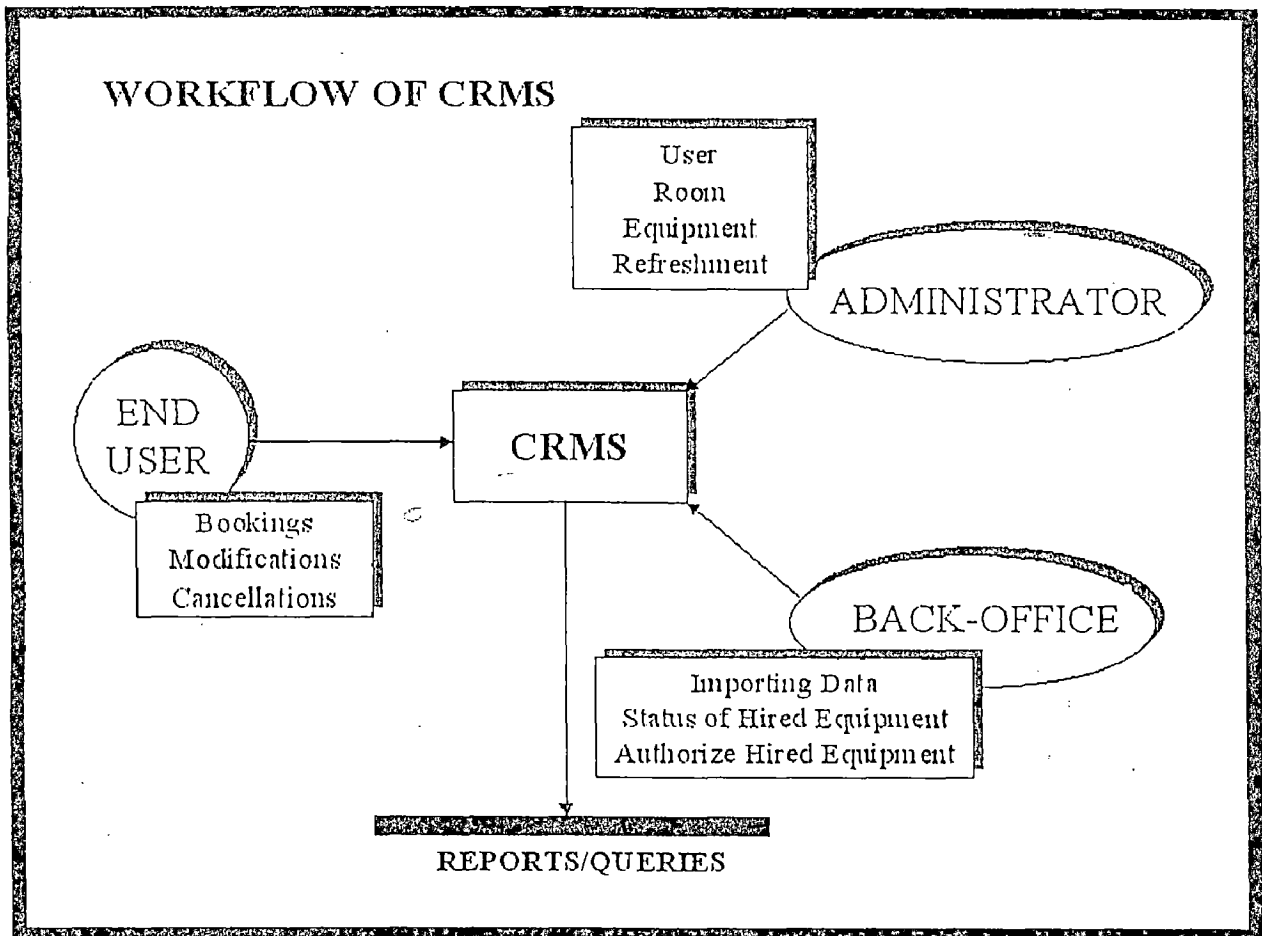 WORKFLOW OF CRMS
User
Room
Equipment
Refreshment
ADMINISTRATOR
END
USER
CRMS
Bookings
Modifications
Cancellations
BACK-OFFICE
Importing Data
Status of Hired Equipment
Authorize Hired Equipment
REPORTS/QUERIES